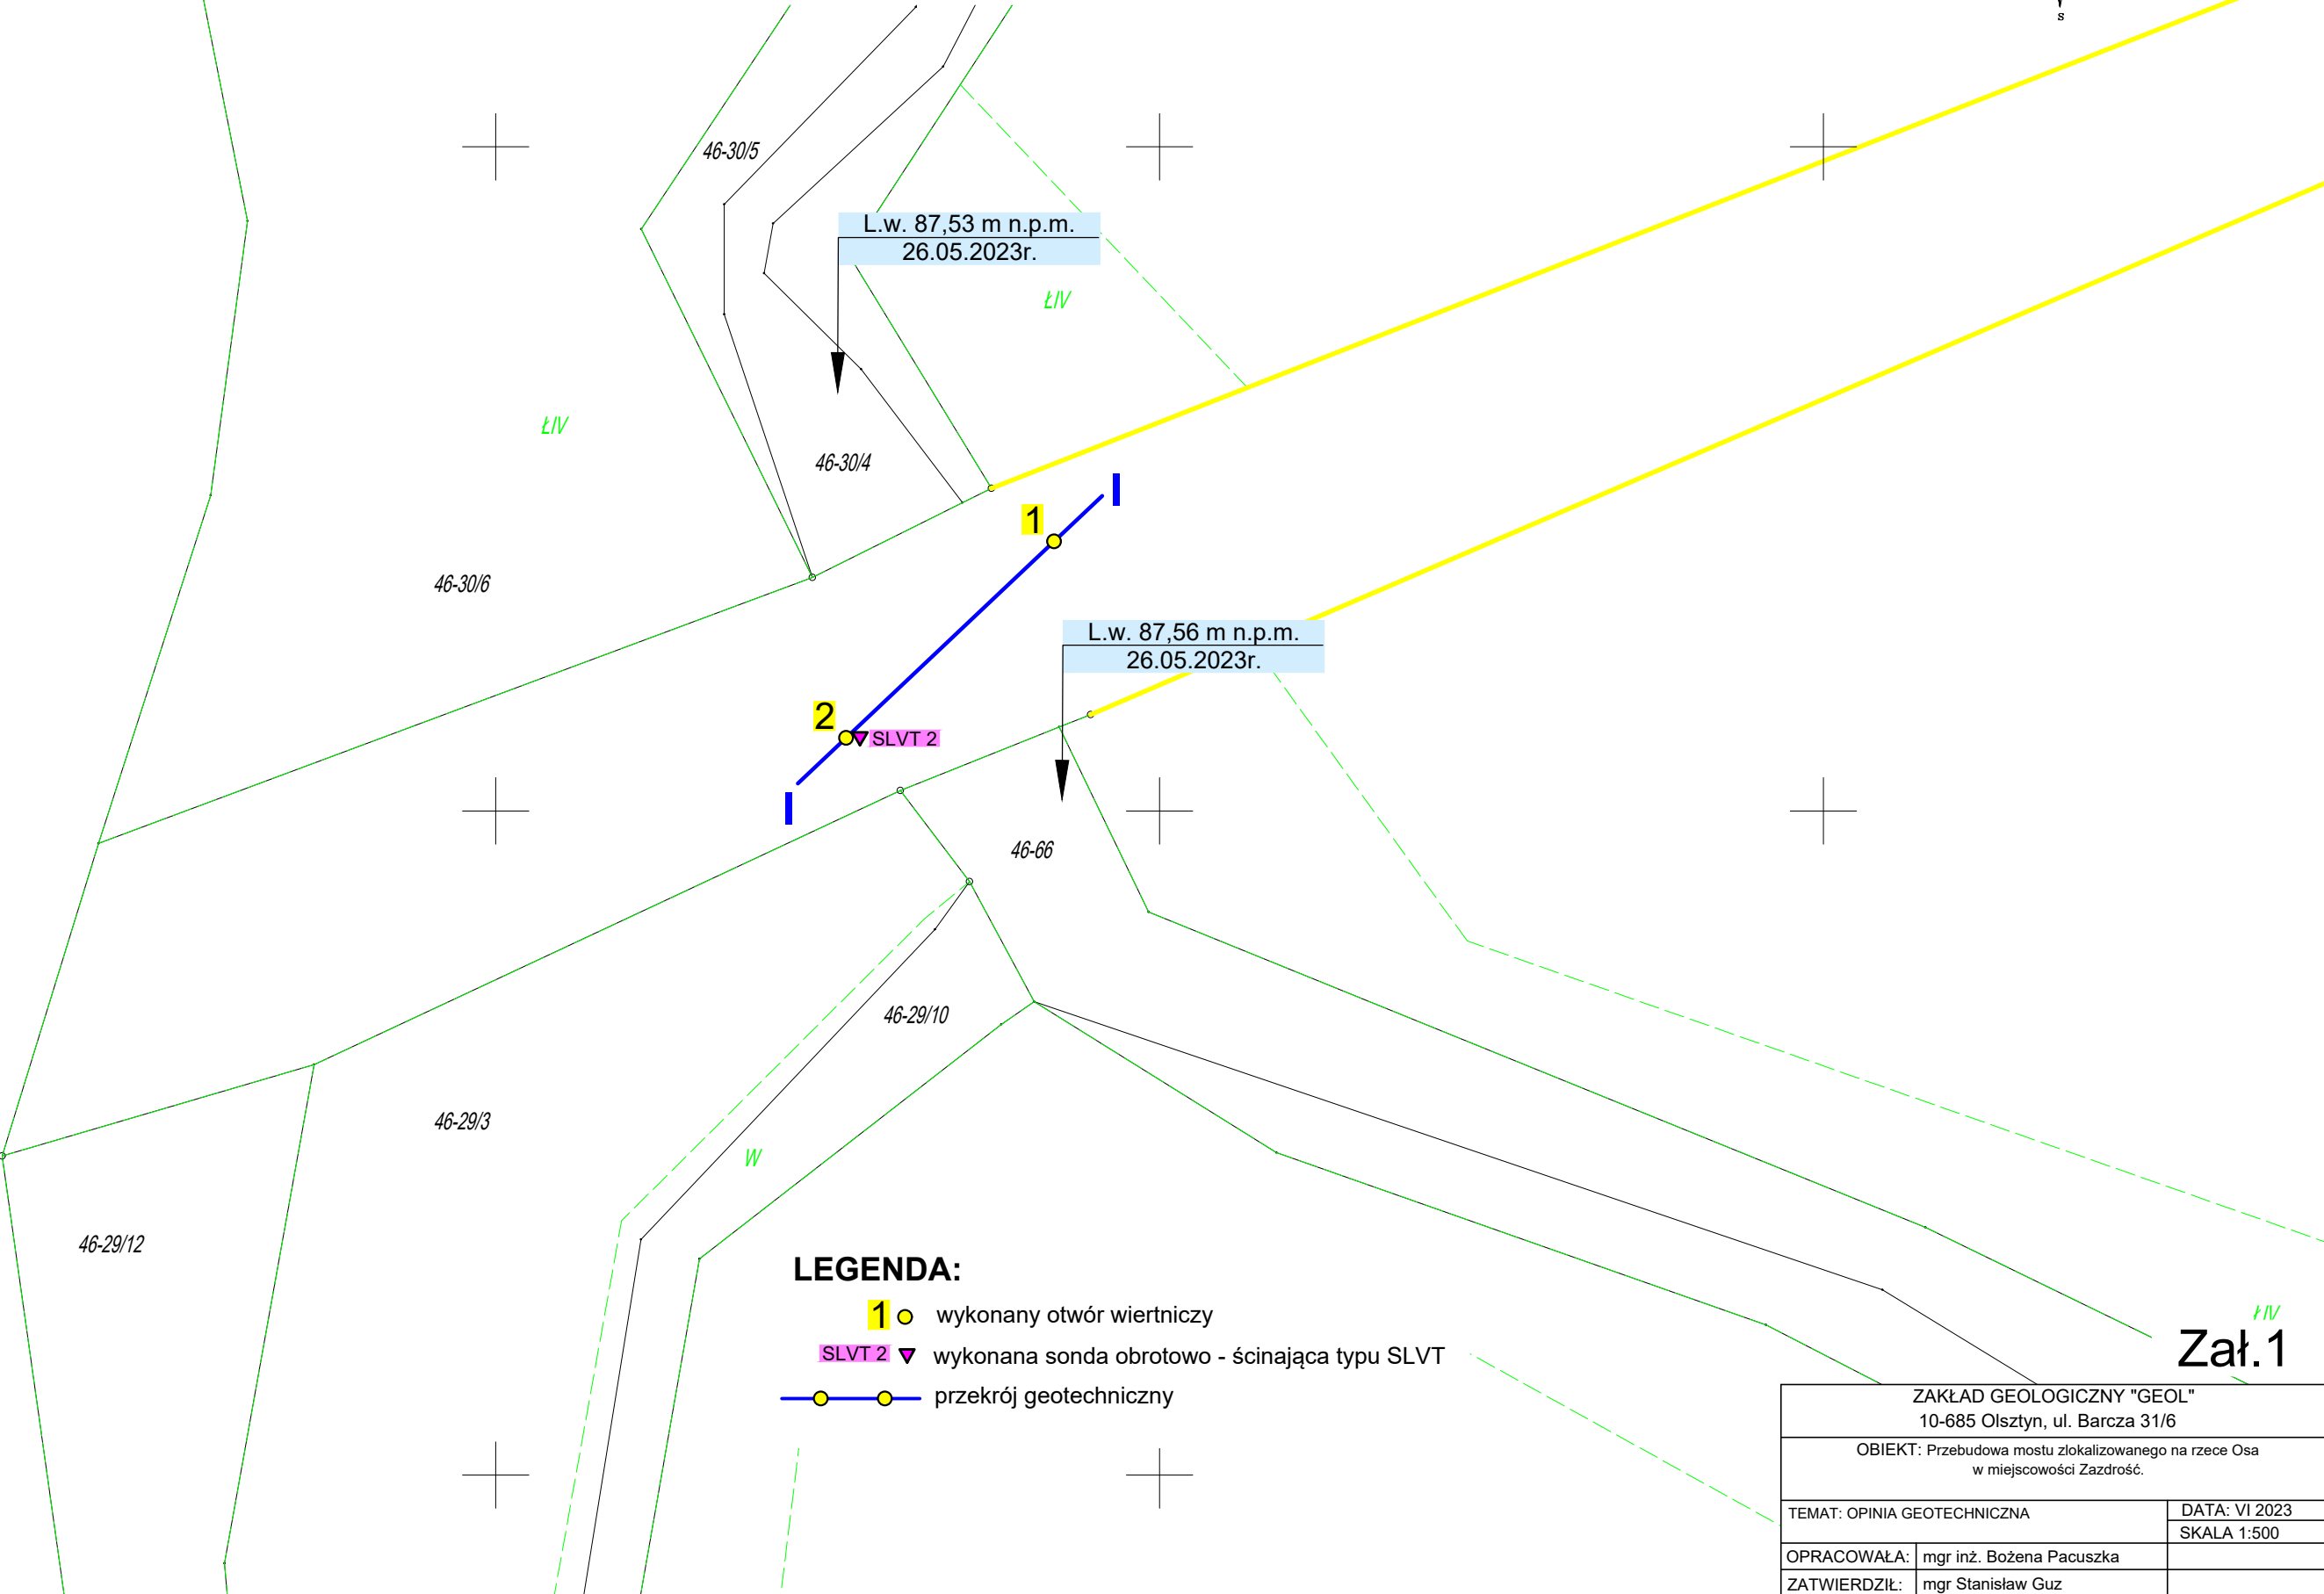 s
46-30/5
L.w. 87,53 m n.p.m.
26.05.2023r.
ŁIV
ŁIV
46-30/4
I
1
46-30/6
L.w. 87,56 m n.p.m.
26.05.2023r.
2
SLVT 2
I
46-66
46-29/10
46-29/3
W
46-29/12
LEGENDA:
1 wykonany otwór wiertniczy
SLVT 2 wykonana sonda obrotowo - ścinająca typu SLVT
przekrój geotechniczny
ŁIV
Zał.1
ZAKŁAD GEOLOGICZNY "GEOL"
10-685 Olsztyn, ul. Barcza 31/6
OBIEKT: Przebudowa mostu zlokalizowanego na rzece Osa
w miejscowości Zazdrość.
TEMAT: OPINIA GEOTECHNICZNA
DATA: VI 2023
SKALA 1:500
OPRACOWAŁA: mgr inż. Bożena Pacuszka
ZATWIERDZIŁ: mgr Stanisław Guz